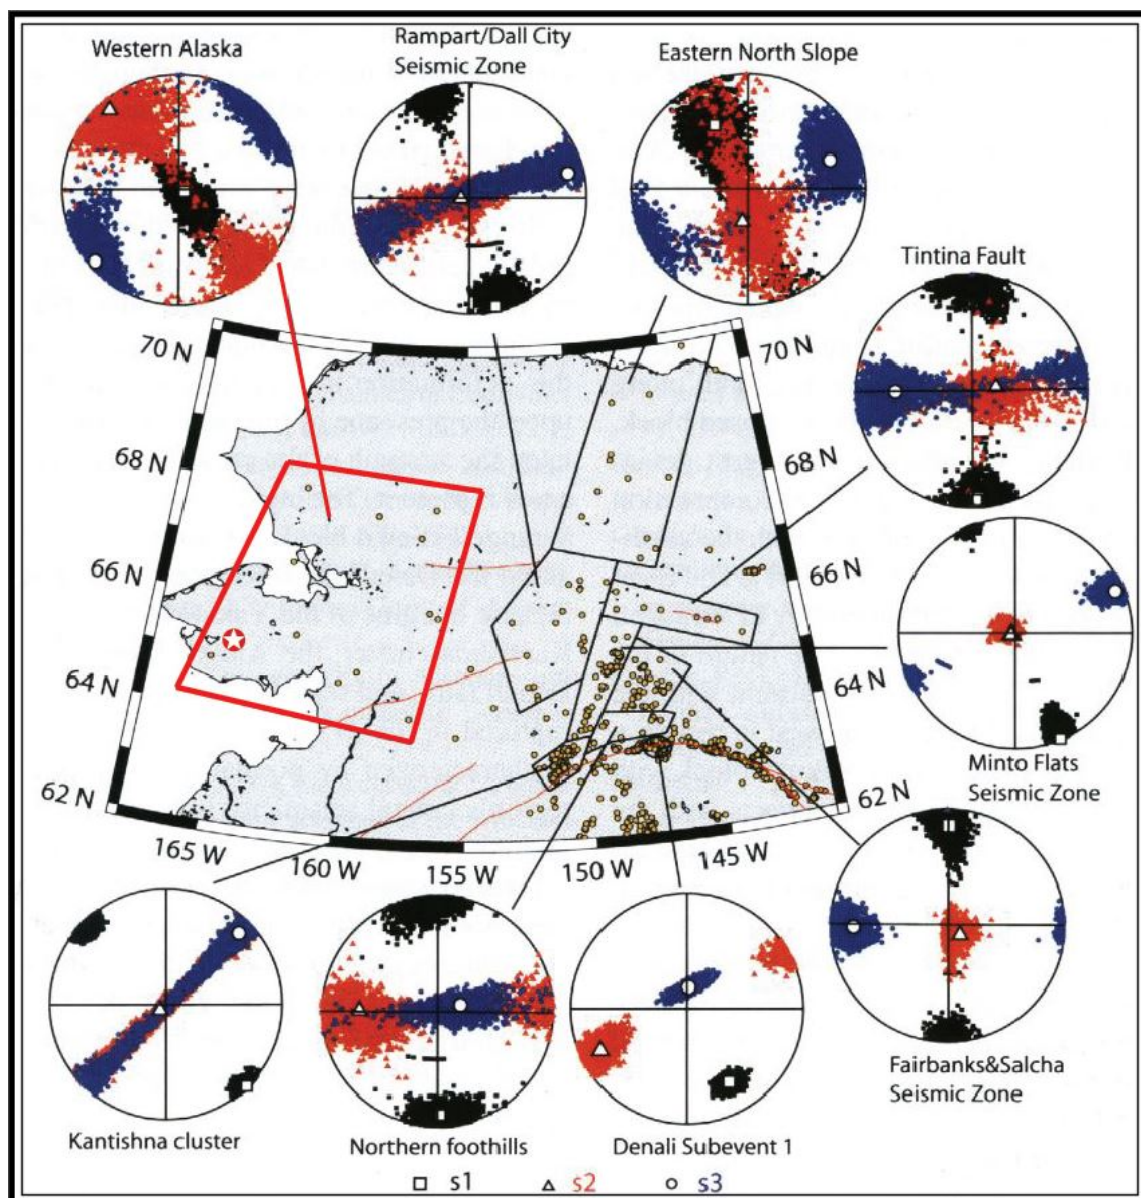 Western Alaska
Rampart/Dall City
Seismic Zone
Eastern North Slope
Tintina Fault
70 N
70 N
68 N
68 N
66 N
66 N
64 N
64 N
62 N
62 N
165 W
160 W
155 W
150 W
145 W
Minto Flats
Seismic Zone
Fairbanks&Salcha
Seismic Zone
Kantishna cluster
Northern foothills
Denali Subevent 1
s1
s2
s3